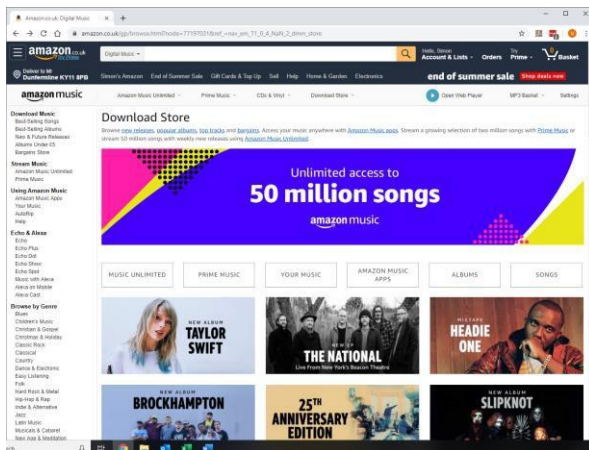 Amazon.co.uk: Digital Music
amazon.co.uk
Digital Music
Hello, Simon
Account & Lists
Orders
Try
Prime
Basket
Deliver to Mr
Dunfermline KY11 8PB
Simon's Amazon
End of Summer Sale
Gift Cards & Top Up
Sell
Help
Home & Garden
Electronics
end of summer sale
Shop deals now
amazon music
Amazon Music Unlimited
Prime Music
CDs & Vinyl
Download Store
Open Web Player
MP3 Basket
Settings
Download Music
Best-Selling Songs
Best-Selling Albums
New & Future Releases
Albums Under £5
Bargains Store
Stream Music
Amazon Music Unlimited
Prime Music
Using Amazon Music
Amazon Music Apps
Your Music
AutoRip
Help
Echo & Alexa
Echo
Echo Plus
Echo Dot
Echo Show
Echo Spot
Music with Alexa
Alexa on Mobile
Alexa Cast
Browse by Genre
Blues
Children's Music
Christian & Gospel
Christmas & Holiday
Classic Rock
Classical
Country
Dance & Electronic
Easy Listening
Folk
Hard Rock & Metal
Hip-Hop & Rap
Indie & Alternative
Jazz
Latin Music
Musicals & Cabaret
New Age & Meditation
Download Store
Browse new releases, popular albums, top tracks and bargains. Access your music anywhere with Amazon Music apps. Stream a growing selection of two million songs with Prime Music or
stream 50 million songs with weekly new releases using Amazon Music Unlimited.
Unlimited access to
50 million songs
amazon music
MUSIC UNLIMITED
PRIME MUSIC
YOUR MUSIC
AMAZON MUSIC
APPS
ALBUMS
SONGS
NEW ALBUM
TAYLOR
SWIFT
NEW EP
THE NATIONAL
Live From New York's Beacon Theatre
MIXTAPE
HEADIE
ONE
NEW ALBUM
BROCKHAMPTON
25TH
ANNIVERSARY
EDITION
NEW ALBUM
SLIPKNOT